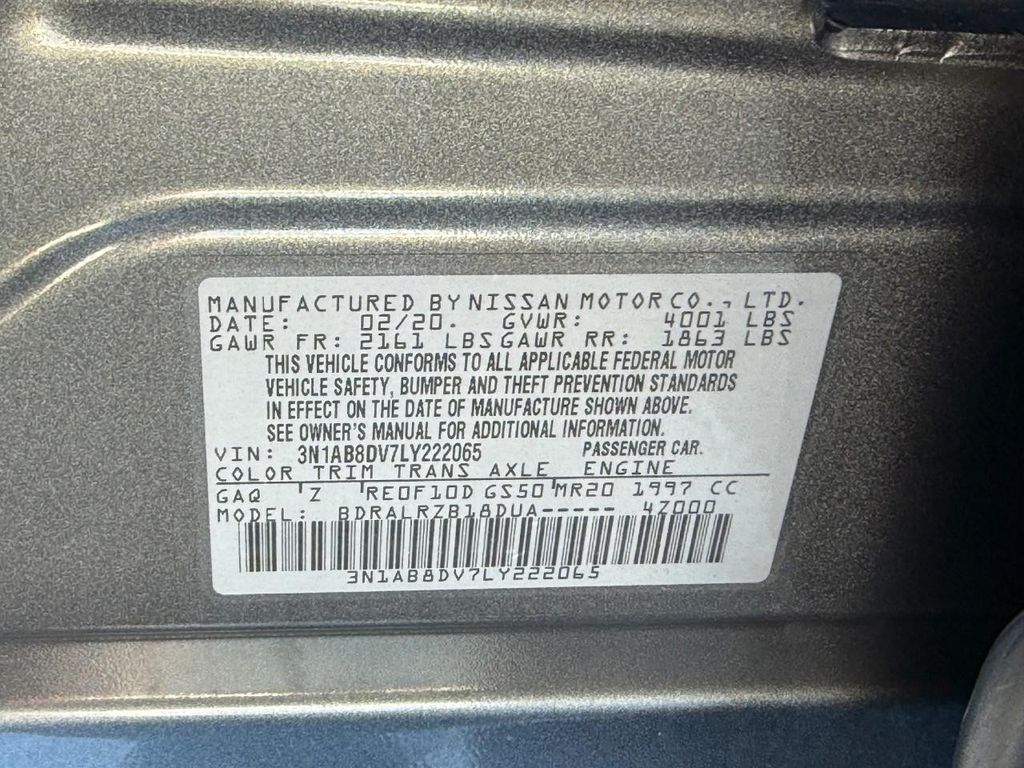 MANUFACTURED BY NISSAN MOTOR CO., LTD.
DATE: 02/20. GVWR: 4001 LBS
GAWR FR: 2161 LBS GAWR RR: 1863 LBS
THIS VEHICLE CONFORMS TO ALL APPLICABLE FEDERAL MOTOR
VEHICLE SAFETY, BUMPER AND THEFT PREVENTION STANDARDS
IN EFFECT ON THE DATE OF MANUFACTURE SHOWN ABOVE.
SEE OWNER'S MANUAL FOR ADDITIONAL INFORMATION.
VIN: 3N1AB8DV7LY222065 PASSENGER CAR.
COLOR TRIM TRANS AXLE ENGINE
GAQ Z RE0F10D GS50 MR20 1997 CC
MODEL: BDRALRZB18DUA----- 4Z000
3N1AB8DV7LY222065